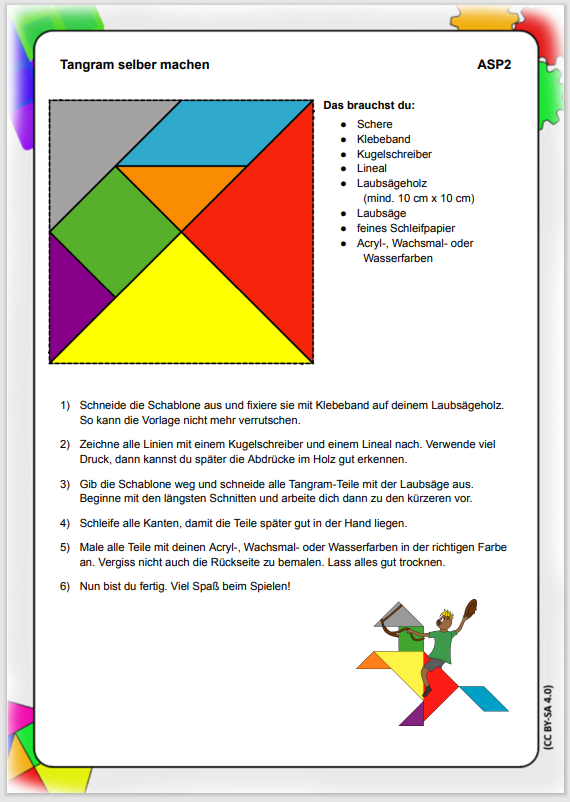 Tangram selber machen ASP2
Das brauchst du:
● Schere
● Klebeband
● Kugelschreiber
● Lineal
● Laubsägeholz
(mind. 10 cm x 10 cm)
● Laubsäge
● feines Schleifpapier
● Acryl-, Wachsmal- oder
Wasserfarben
1) Schneide die Schablone aus und fixiere sie mit Klebeband auf deinem Laubsägeholz.
So kann die Vorlage nicht mehr verrutschen.
2) Zeichne alle Linien mit einem Kugelschreiber und einem Lineal nach. Verwende viel
Druck, dann kannst du später die Abdrücke im Holz gut erkennen.
3) Gib die Schablone weg und schneide alle Tangram-Teile mit der Laubsäge aus.
Beginne mit den längsten Schnitten und arbeite dich dann zu den kürzeren vor.
4) Schleife alle Kanten, damit die Teile später gut in der Hand liegen.
5) Male alle Teile mit deinen Acryl-, Wachsmal- oder Wasserfarben in der richtigen Farbe
an. Vergiss nicht auch die Rückseite zu bemalen. Lass alles gut trocknen.
6) Nun bist du fertig. Viel Spaß beim Spielen!
(CC BY-SA 4.0)